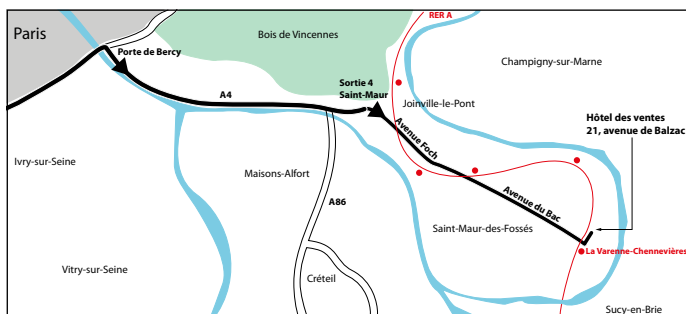 RER A
Paris
Bois de Vincennes
Porte de Bercy
Champigny-sur-Marne
Sortie 4
Saint-Maur
A4
Joinville-le-Pont
Hôtel des ventes
21, avenue de Balzac
Avenue Foch
Ivry-sur-Seine
Maisons-Alfort
A86
Avenue du Bac
Saint-Maur-des-Fossés
La Varenne-Chennevières
Vitry-sur-Seine
Créteil
Sucy-en-Brie